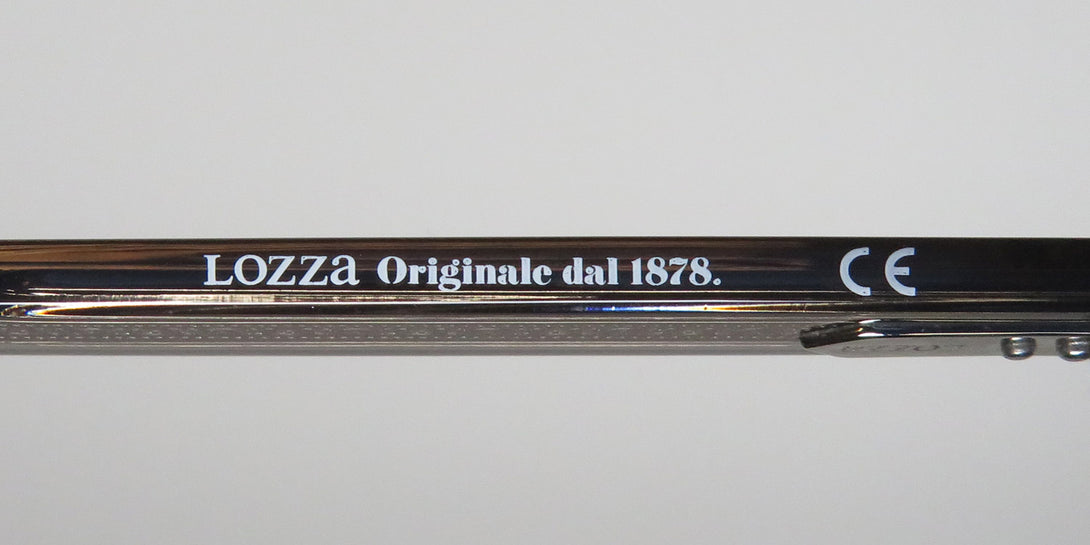 LOZZa Originale dal 1878. CE